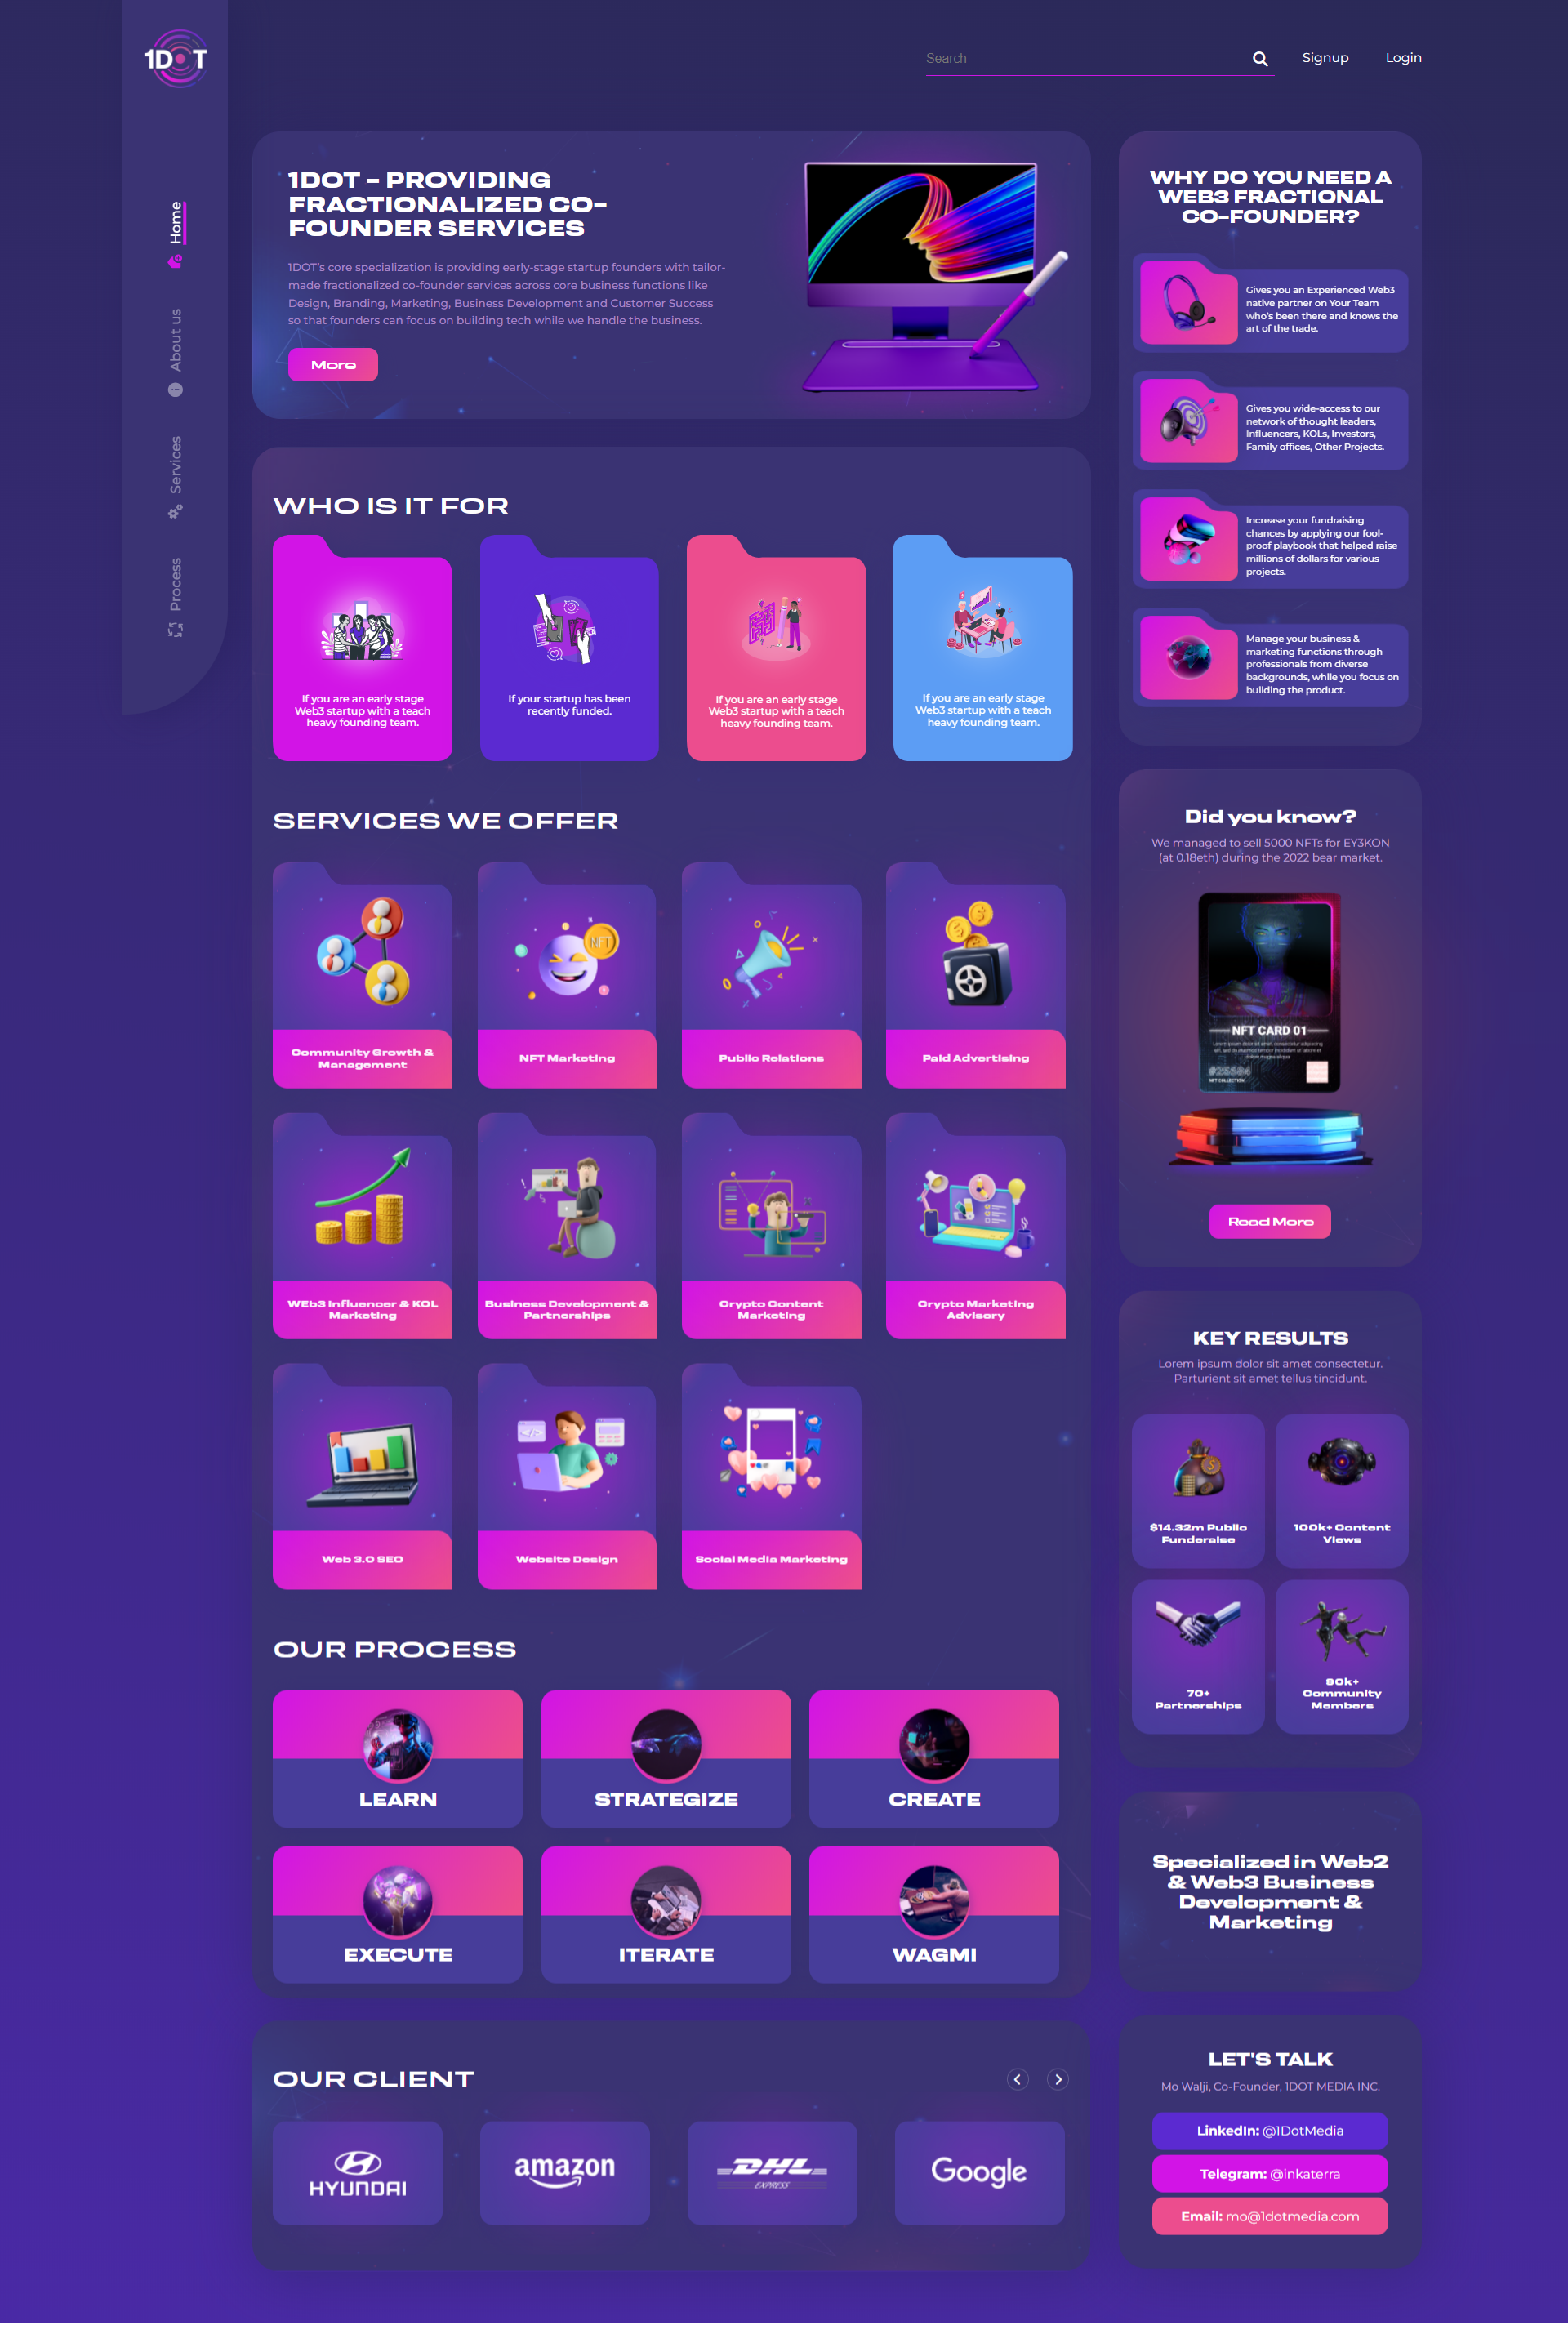 1DOT
Search
Signup
Login
Home
About us
Services
Process
1DOT – PROVIDING
FRACTIONALIZED CO-
FOUNDER SERVICES
1DOT's core specialization is providing early-stage startup founders with tailor-
made fractionalized co-founder services across core business functions like
Design, Branding, Marketing, Business Development and Customer Success
so that founders can focus on building tech while we handle the business.
More
WHO IS IT FOR
If you are an early stage
Web3 startup with a teach
heavy founding team.
If your startup has been
recently funded.
If you are an early stage
Web3 startup with a teach
heavy founding team.
If you are an early stage
Web3 startup with a teach
heavy founding team.
SERVICES WE OFFER
NFT
Community Growth &
Management
NFT Marketing
Public Relations
Paid Advertising
WEb3 Influencer & KOL
Marketing
Business Development &
Partnerships
Crypto Content
Marketing
Crypto Marketing
Advisory
Web 3.0 SEO
Website Design
Social Media Marketing
OUR PROCESS
LEARN
STRATEGIZE
CREATE
EXECUTE
ITERATE
WAGMI
OUR CLIENT
HYUNDAI
amazon
DHL
EXPRESS
Google
WHY DO YOU NEED A
WEB3 FRACTIONAL
CO-FOUNDER?
Gives you an Experienced Web3
native partner on Your Team
who's been there and knows the
art of the trade.
Gives you wide-access to our
network of thought leaders,
Influencers, KOLs, Investors,
Family offices, Other Projects.
Increase your fundraising
chances by applying our fool-
proof playbook that helped raise
millions of dollars for various
projects.
Manage your business &
marketing functions through
professionals from diverse
backgrounds, while you focus on
building the product.
Did you know?
We managed to sell 5000 NFTs for EY3KON
(at 0.18eth) during the 2022 bear market.
NFT CARD 01
NFT COLLECTION
Read More
KEY RESULTS
Lorem ipsum dolor sit amet consectetur.
Parturient sit amet tellus tincidunt.
$14.32m Public
Funderaise
100k+ Content
Views
70+
Partnerships
90k+
Community
Members
Specialized in Web2
& Web3 Business
Development &
Marketing
LET'S TALK
Mo Walji, Co-Founder, 1DOT MEDIA INC.
LinkedIn: @1DotMedia
Telegram: @inkaterra
Email: mo@1dotmedia.com